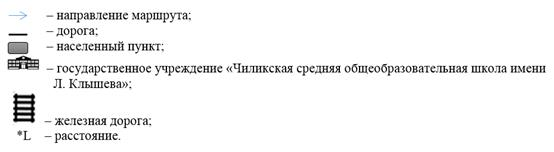 – направление маршрута;
– дорога;
– населенный пункт;
– государственное учреждение «Чиликская средняя общеобразовательная школа имени
Л. Клышева»;
– железная дорога;
*L – расстояние.